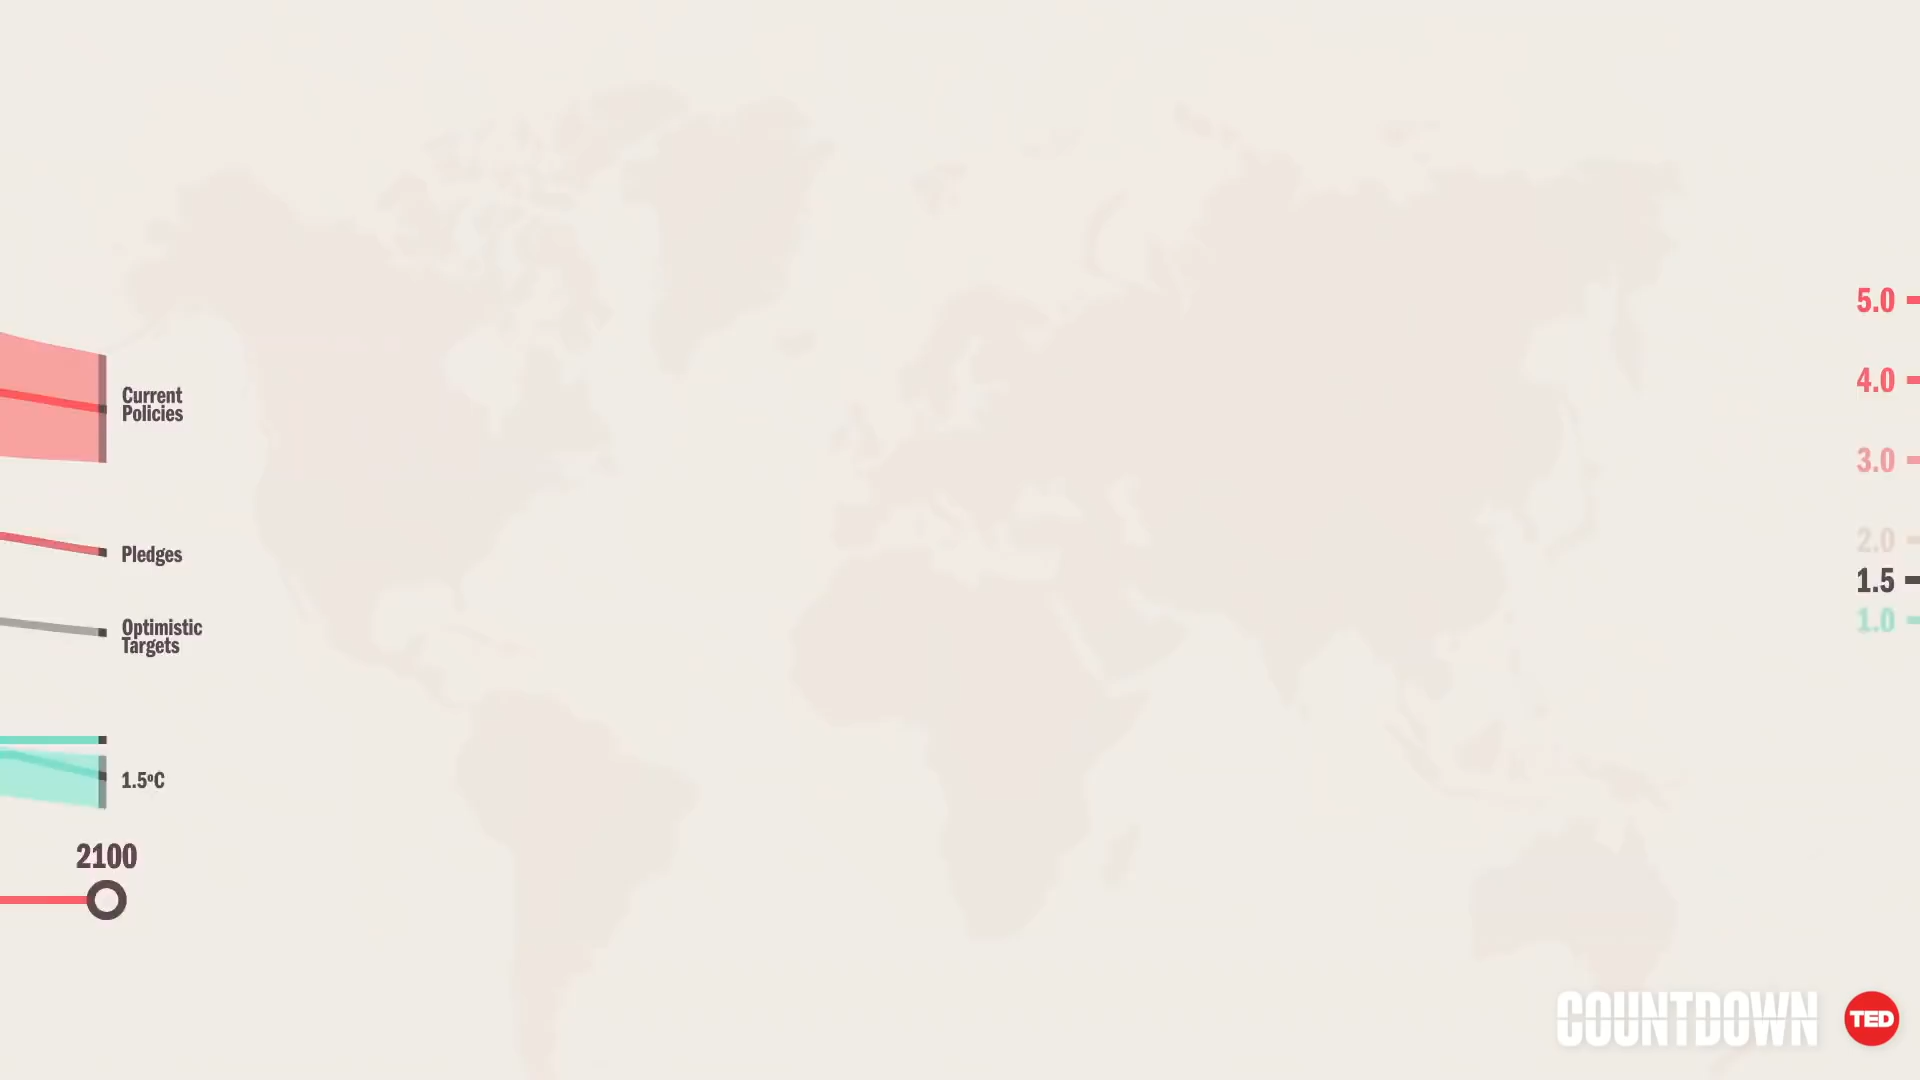 Current
Policies
Pledges
Optimistic
Targets
1.5ºC
2100
5.0
4.0
3.0
2.0
1.5
1.0
COUNTDOWN
TED